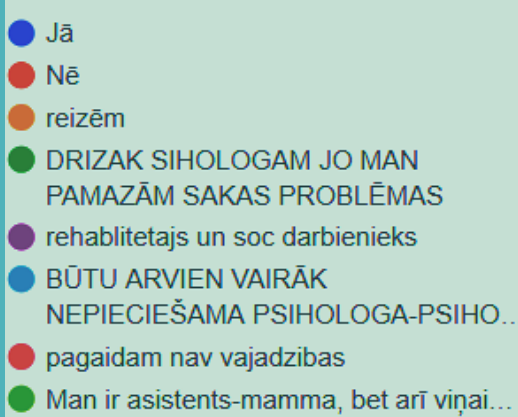 Jā
Nē
reizēm
DRIZAK SIHOLOGAM JO MAN
PAMAZĀM SAKAS PROBLĒMAS
rehablitetajs un soc darbienieks
BŪTU ARVIEN VAIRĀK
NEPIECIEŠAMA PSIHOLOGA-PSIHO...
pagaidam nav vajadzibas
Man ir asistents-mamma, bet arī viņai...